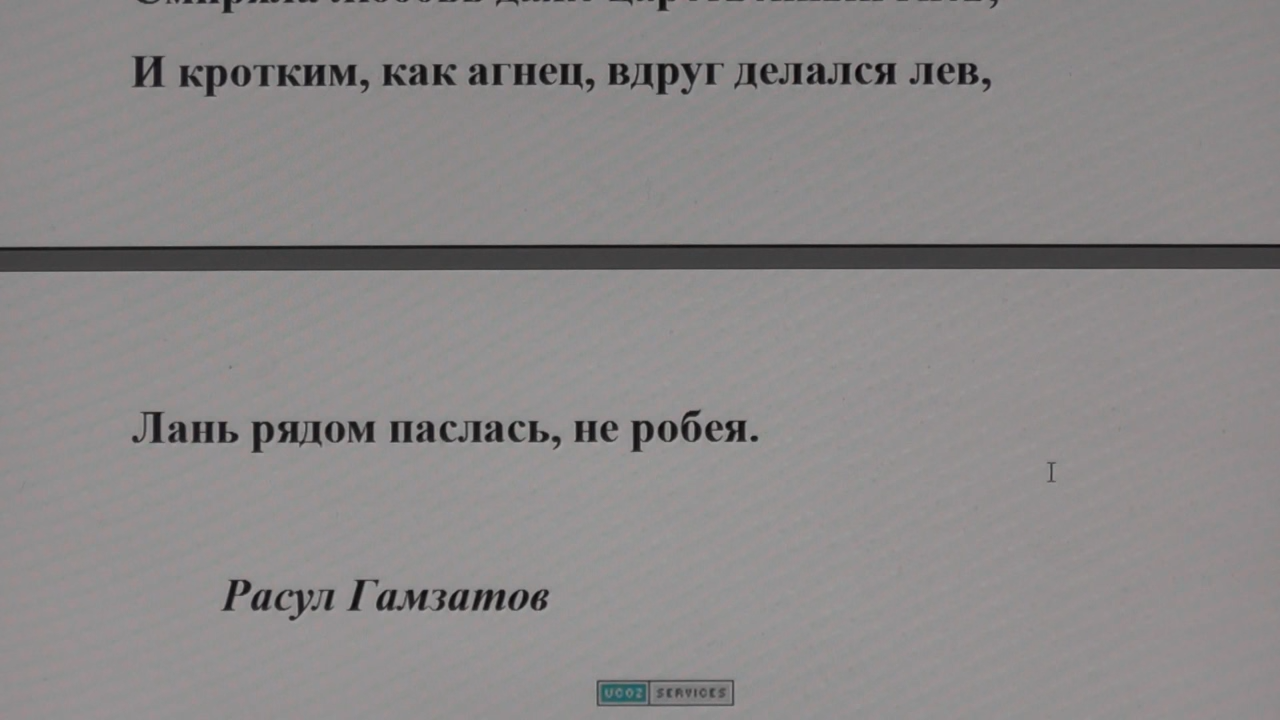 И кротким, как агнец, вдруг делался лев,
Лань рядом паслась, не робея.
Расул Гамзатов
UCOZ SERVICES